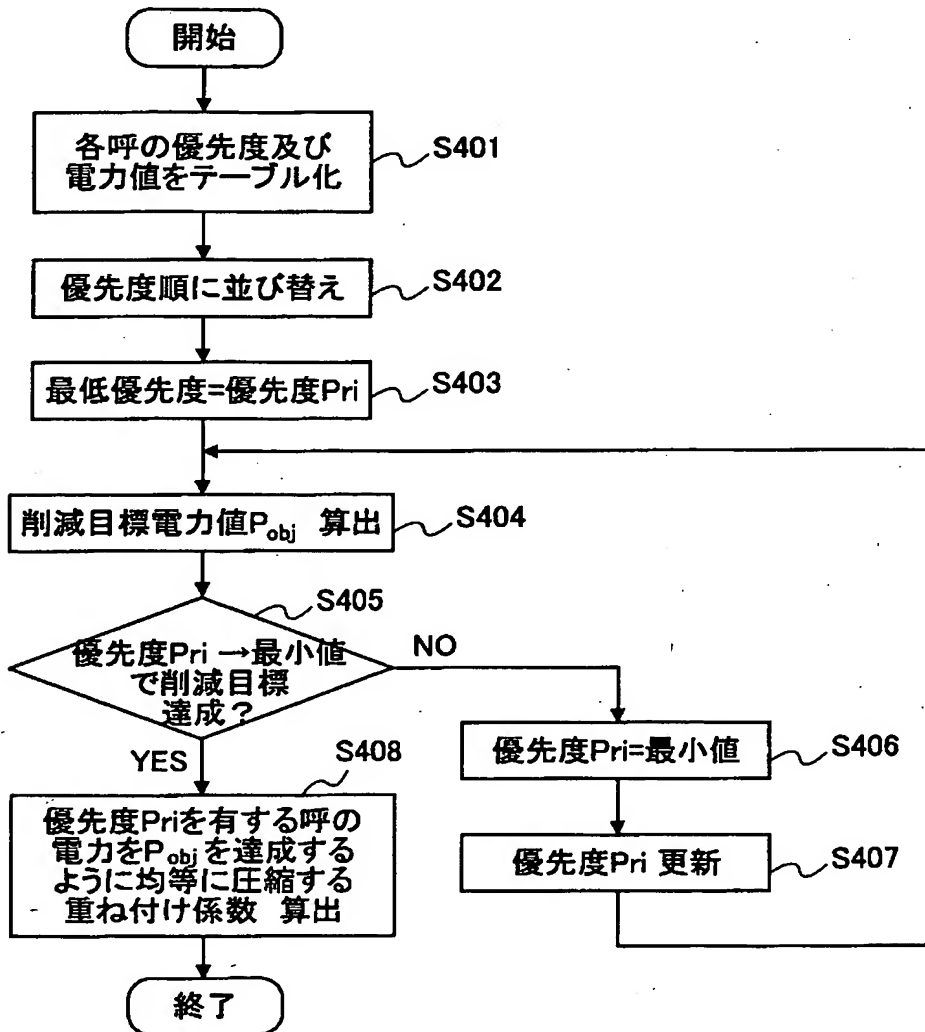 開始
各呼の優先度及び
電力値をテーブル化
S401
優先度順に並び替え
S402
最低優先度=優先度Pri
S403
削減目標電力値Pobj 算出
S404
S405
優先度Pri →最小値
で削減目標
達成？
NO
YES
S406
優先度Pri=最小値
S407
優先度Pri 更新
S408
優先度Priを有する呼の
電力をPobjを達成する
ように均等に圧縮する
重ね付け係数 算出
終了